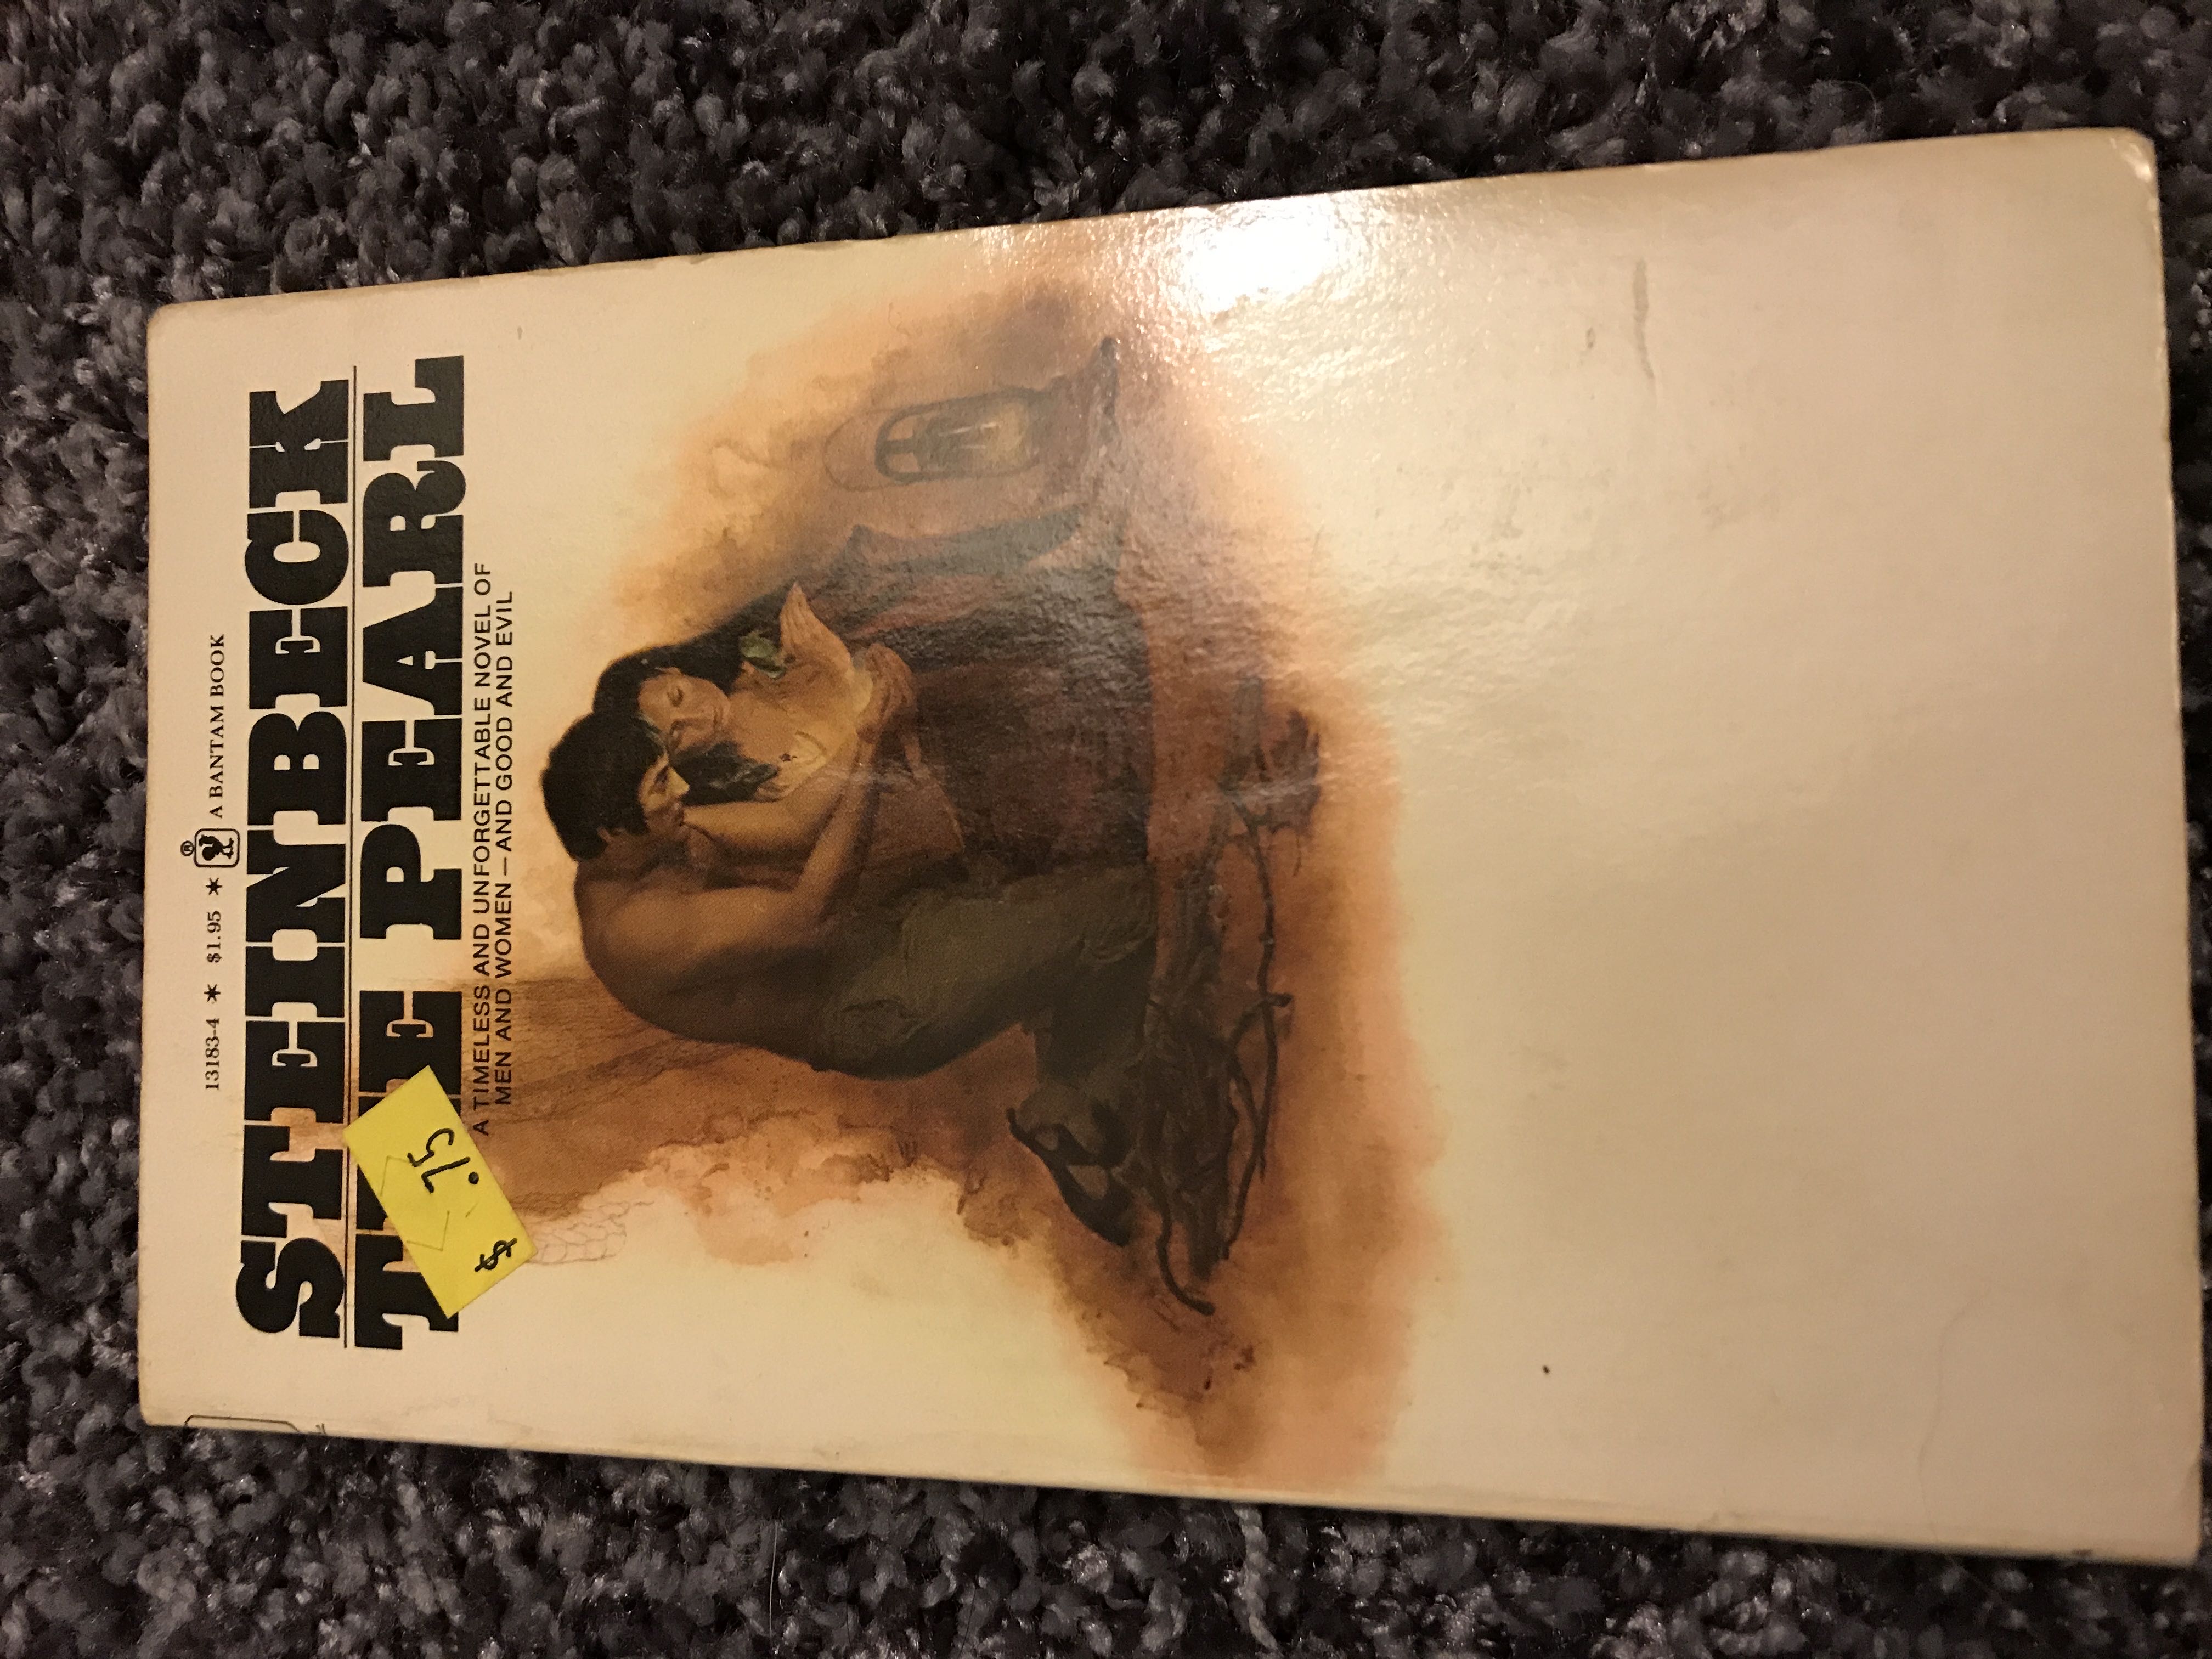 13183-4 ★ $1.95 ★ ® A BANTAM BOOK
STEINBECK
THE PEARL
$ .75
A TIMELESS AND UNFORGETTABLE NOVEL OF
MEN AND WOMEN—AND GOOD AND EVIL